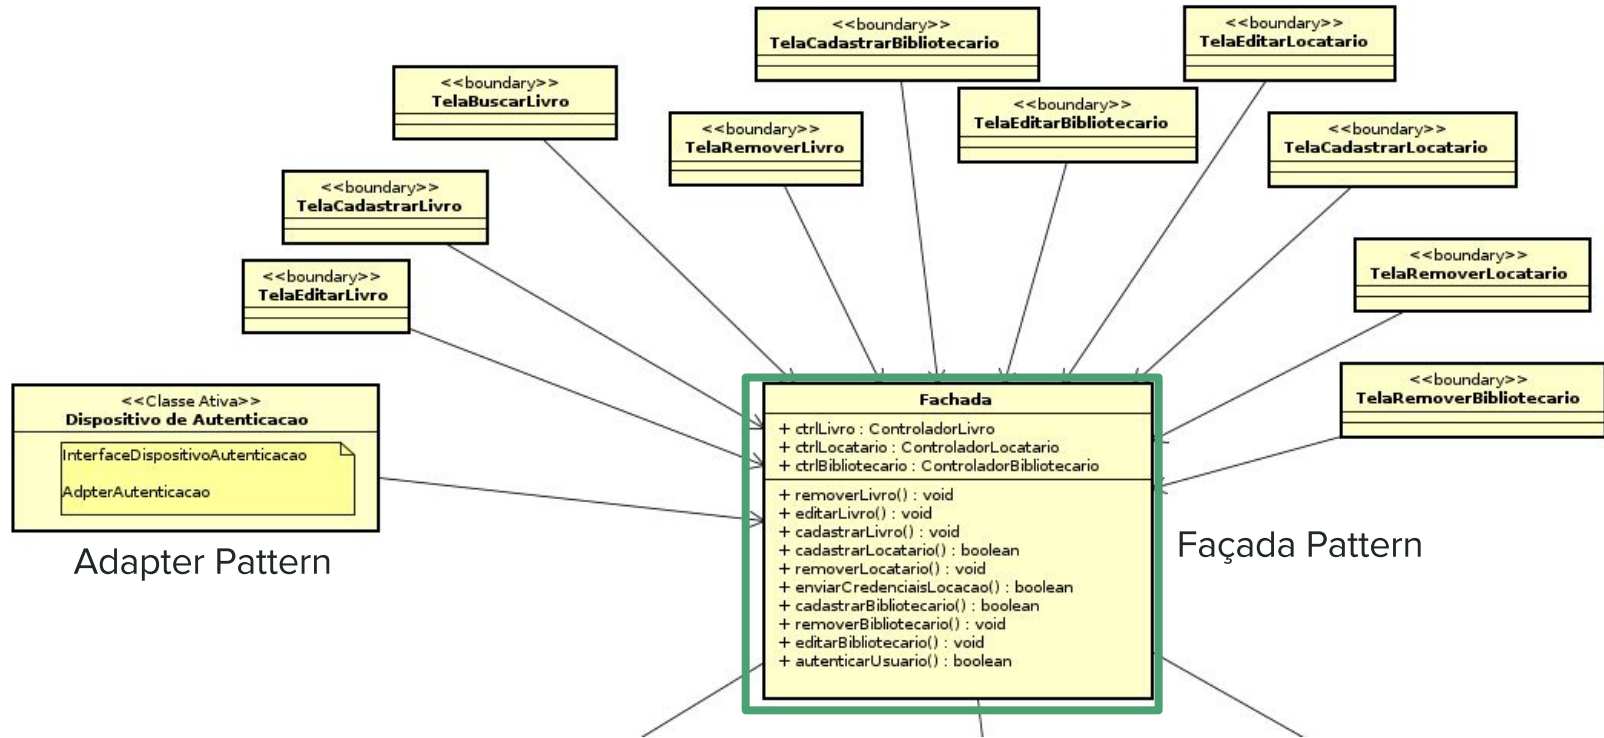 <<boundary>>
TelaCadastrarBibliotecario
<<boundary>>
TelaEditarLocatario
<<boundary>>
TelaBuscarLivro
<<boundary>>
TelaEditarBibliotecario
<<boundary>>
TelaRemoverLivro
<<boundary>>
TelaCadastrarLocatario
<<boundary>>
TelaCadastrarLivro
<<boundary>>
TelaRemoverLocatario
<<boundary>>
TelaEditarLivro
<<boundary>>
TelaRemoverBibliotecario
<<Classe Ativa>>
Dispositivo de Autenticacao
InterfaceDispositivoAutenticacao
AdpterAutenticacao
Adapter Pattern
Fachada
+ ctrlLivro : ControladorLivro
+ ctrlLocatario : ControladorLocatario
+ ctrlBibliotecario : ControladorBibliotecario
+ removerLivro() : void
+ editarLivro() : void
+ cadastrarLivro() : void
+ cadastrarLocatario() : boolean
+ removerLocatario() : void
+ enviarCredenciaisLocacao() : boolean
+ cadastrarBibliotecario() : boolean
+ removerBibliotecario() : void
+ editarBibliotecario() : void
+ autenticarUsuario() : boolean
Façada Pattern